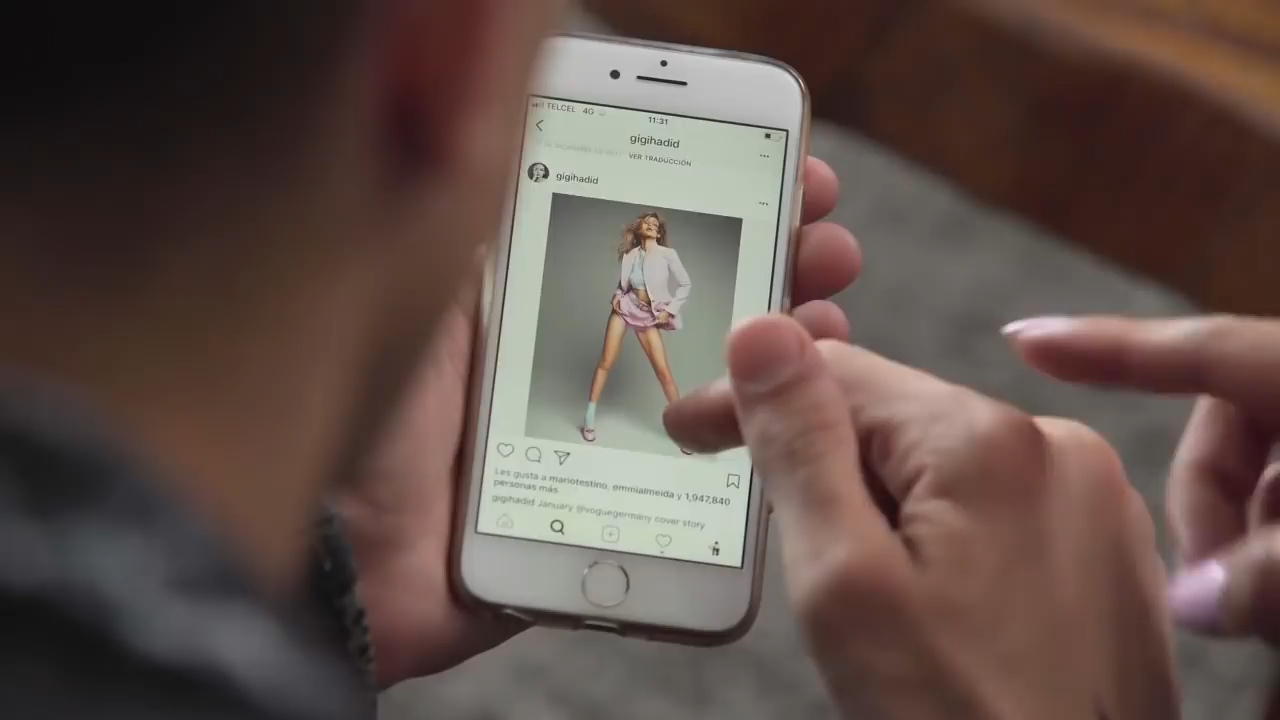 TELCEL 4G
11:31
gigihadid
VER TRADUCCIÓN
gigihadid
Les gusta a mariotestino, emmialmeida y 1,947,840
personas más
gigihadid January @voguegermany cover story